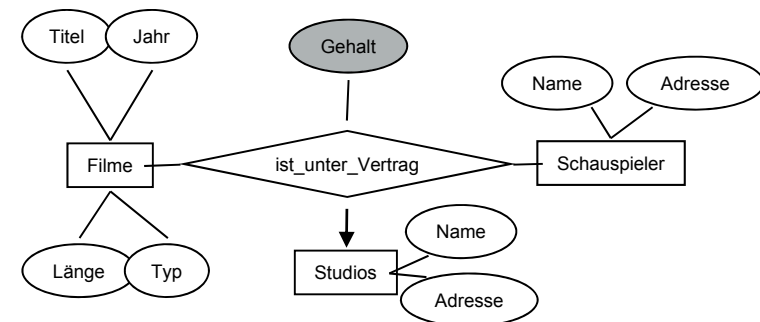 Titel
Jahr
Gehalt
Name
Adresse
Filme
ist_unter_Vertrag
Schauspieler
Länge
Typ
Studios
Name
Adresse